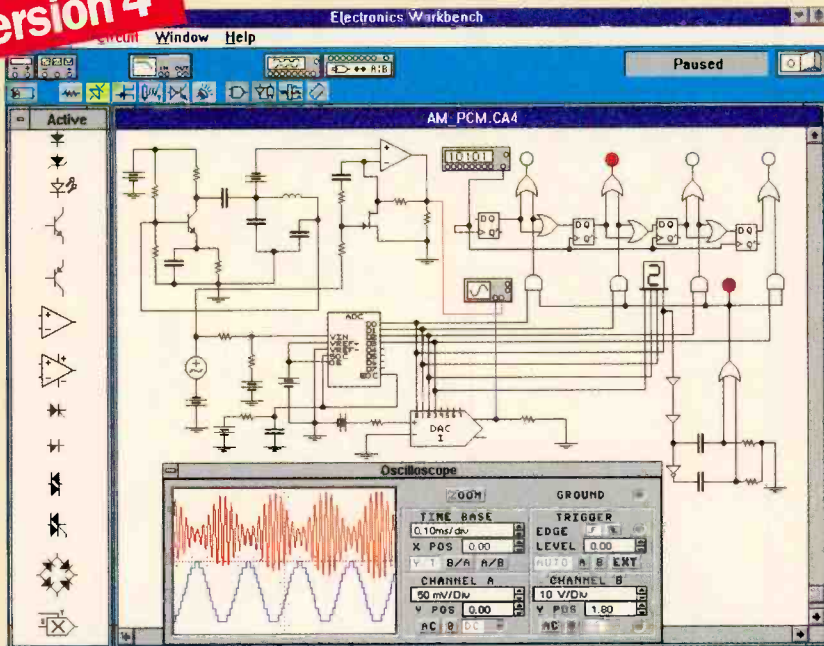 ersion 4
Electronics Workbench
Circuit Window Help
Paused
Active
AM_PCM.CA4
10101
D Q
Q'
D Q
Q'
D Q
Q'
D Q
Q'
2
ADC
VIN
DAC
I
Oscilloscope
ZOOM
GROUND
TIME BASE
0.10ms/div
X POS 0.00
Y/T B/A A/B
TRIGGER
EDGE
LEVEL 0.00
AUTO A B EXT
CHANNEL A
50 mV/Div
Y POS 0.00
AC 0 DC
CHANNEL B
10 V/Div
Y POS 1.80
AC